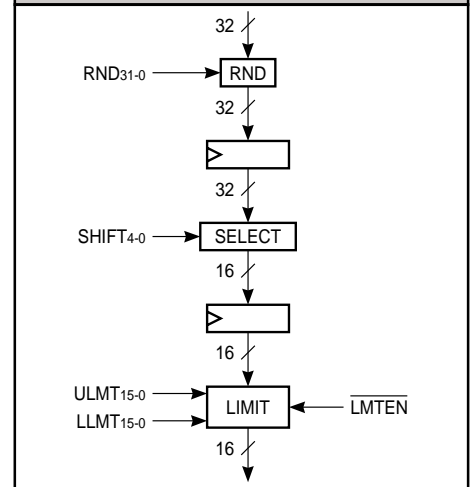 32
RND31-0
RND
32
32
SHIFT4-0
SELECT
16
16
ULMT15-0
LLMT15-0
LIMIT
LMTEN
16